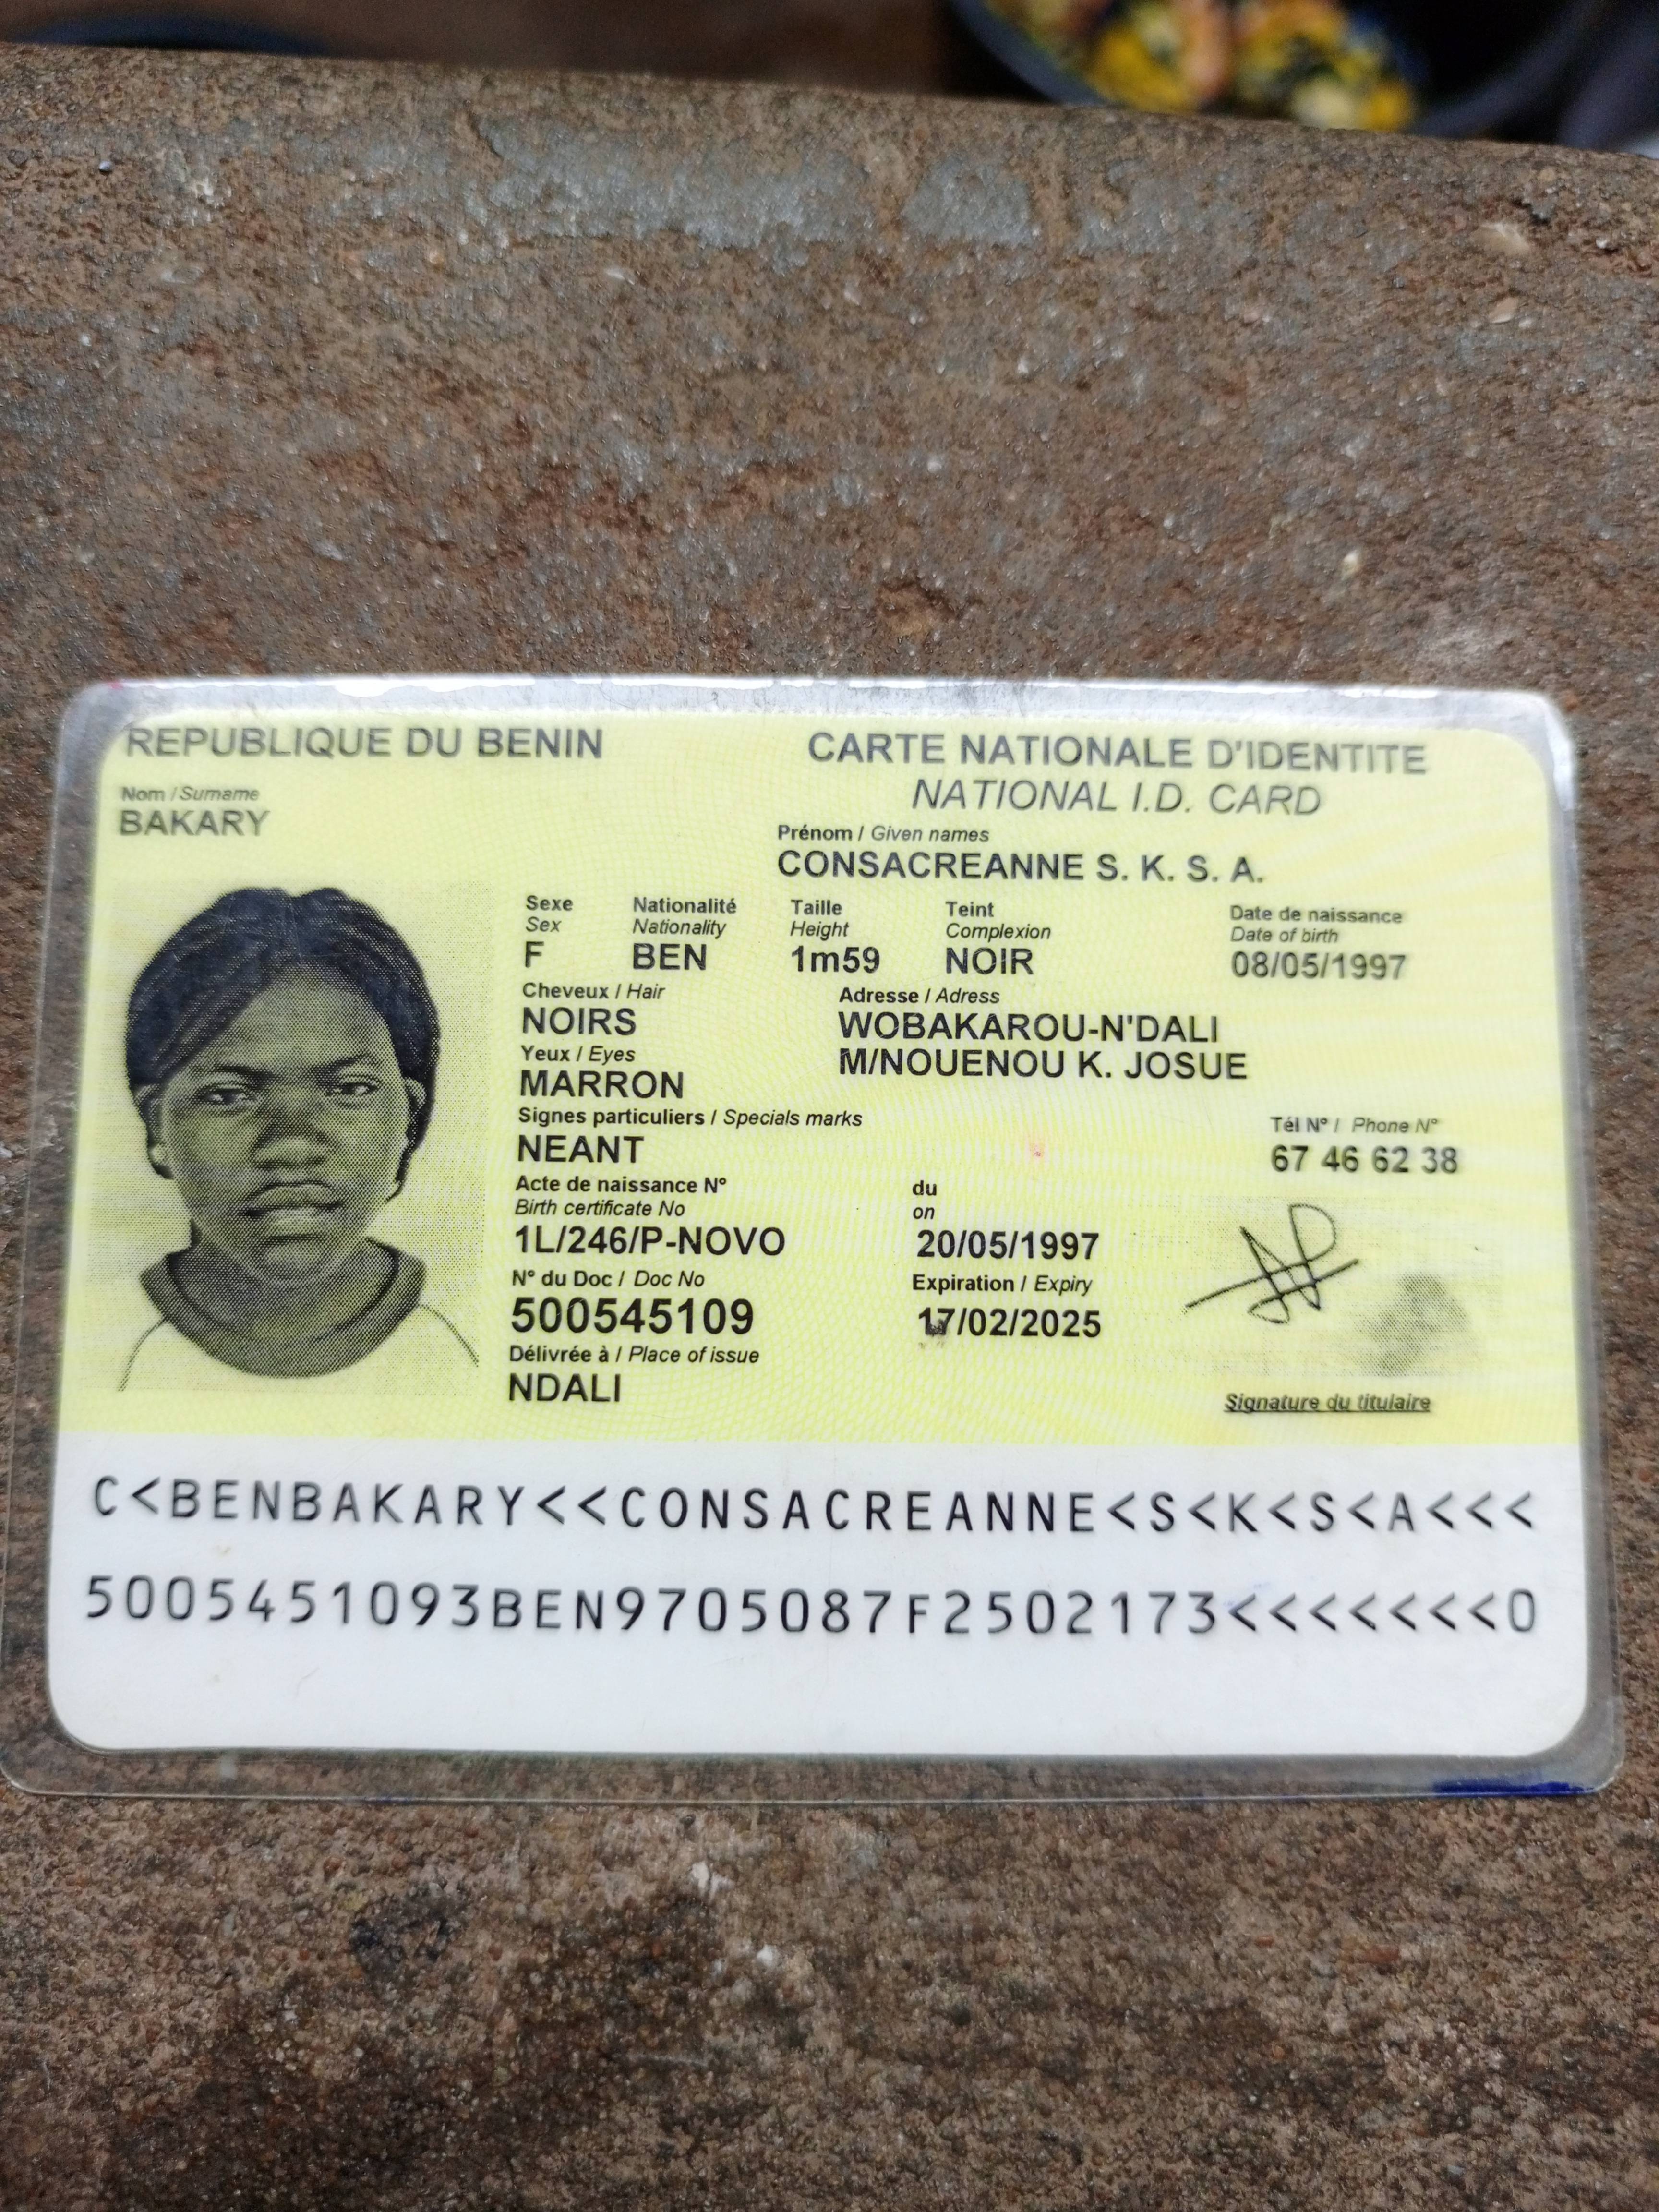 REPUBLIQUE DU BENIN
CARTE NATIONALE D'IDENTITE
NATIONAL I.D. CARD
Nom / Surname
BAKARY
Prénom / Given names
CONSACREANNE S. K. S. A.
Sexe Nationalité Taille Teint Date de naissance
Sex Nationality Height Complexion Date of birth
F BEN 1m59 NOIR 08/05/1997
Cheveux / Hair Adresse / Adress
NOIRS WOBAKAROU-N'DALI
Yeux / Eyes M/NOUENOU K. JOSUE
MARRON
Signes particuliers / Specials marks Tél N° / Phone N°
NEANT 67 46 62 38
Acte de naissance N° du
Birth certificate No on
1L/246/P-NOVO 20/05/1997
N° du Doc / Doc No Expiration / Expiry
500545109 17/02/2025
Délivrée à / Place of issue
NDALI Signature du titulaire
C<BENBAKARY<<CONSACREANNE<S<K<S<A<<<
5005451093BEN9705087F2502173<<<<<<<0